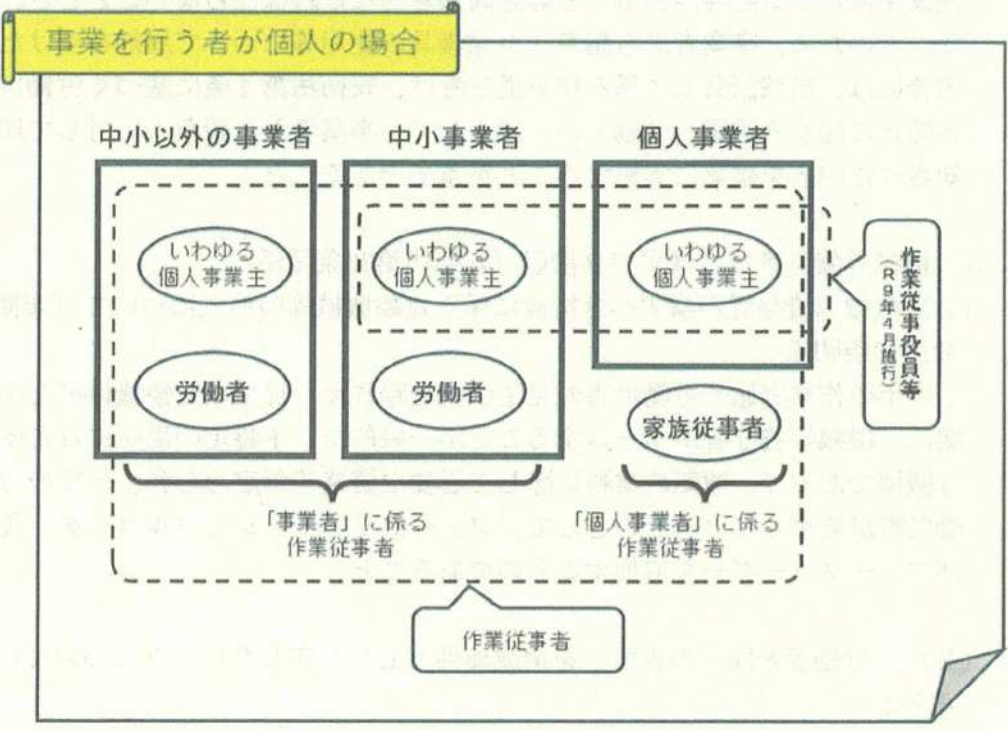 事業を行う者が個人の場合
中小以外の事業者
中小事業者
個人事業者
いわゆる
個人事業主
いわゆる
個人事業主
いわゆる
個人事業主
作業従事役員等
（R9年4月施行）
労働者
労働者
家族従事者
「事業者」に係る
作業従事者
「個人事業者」に係る
作業従事者
作業従事者